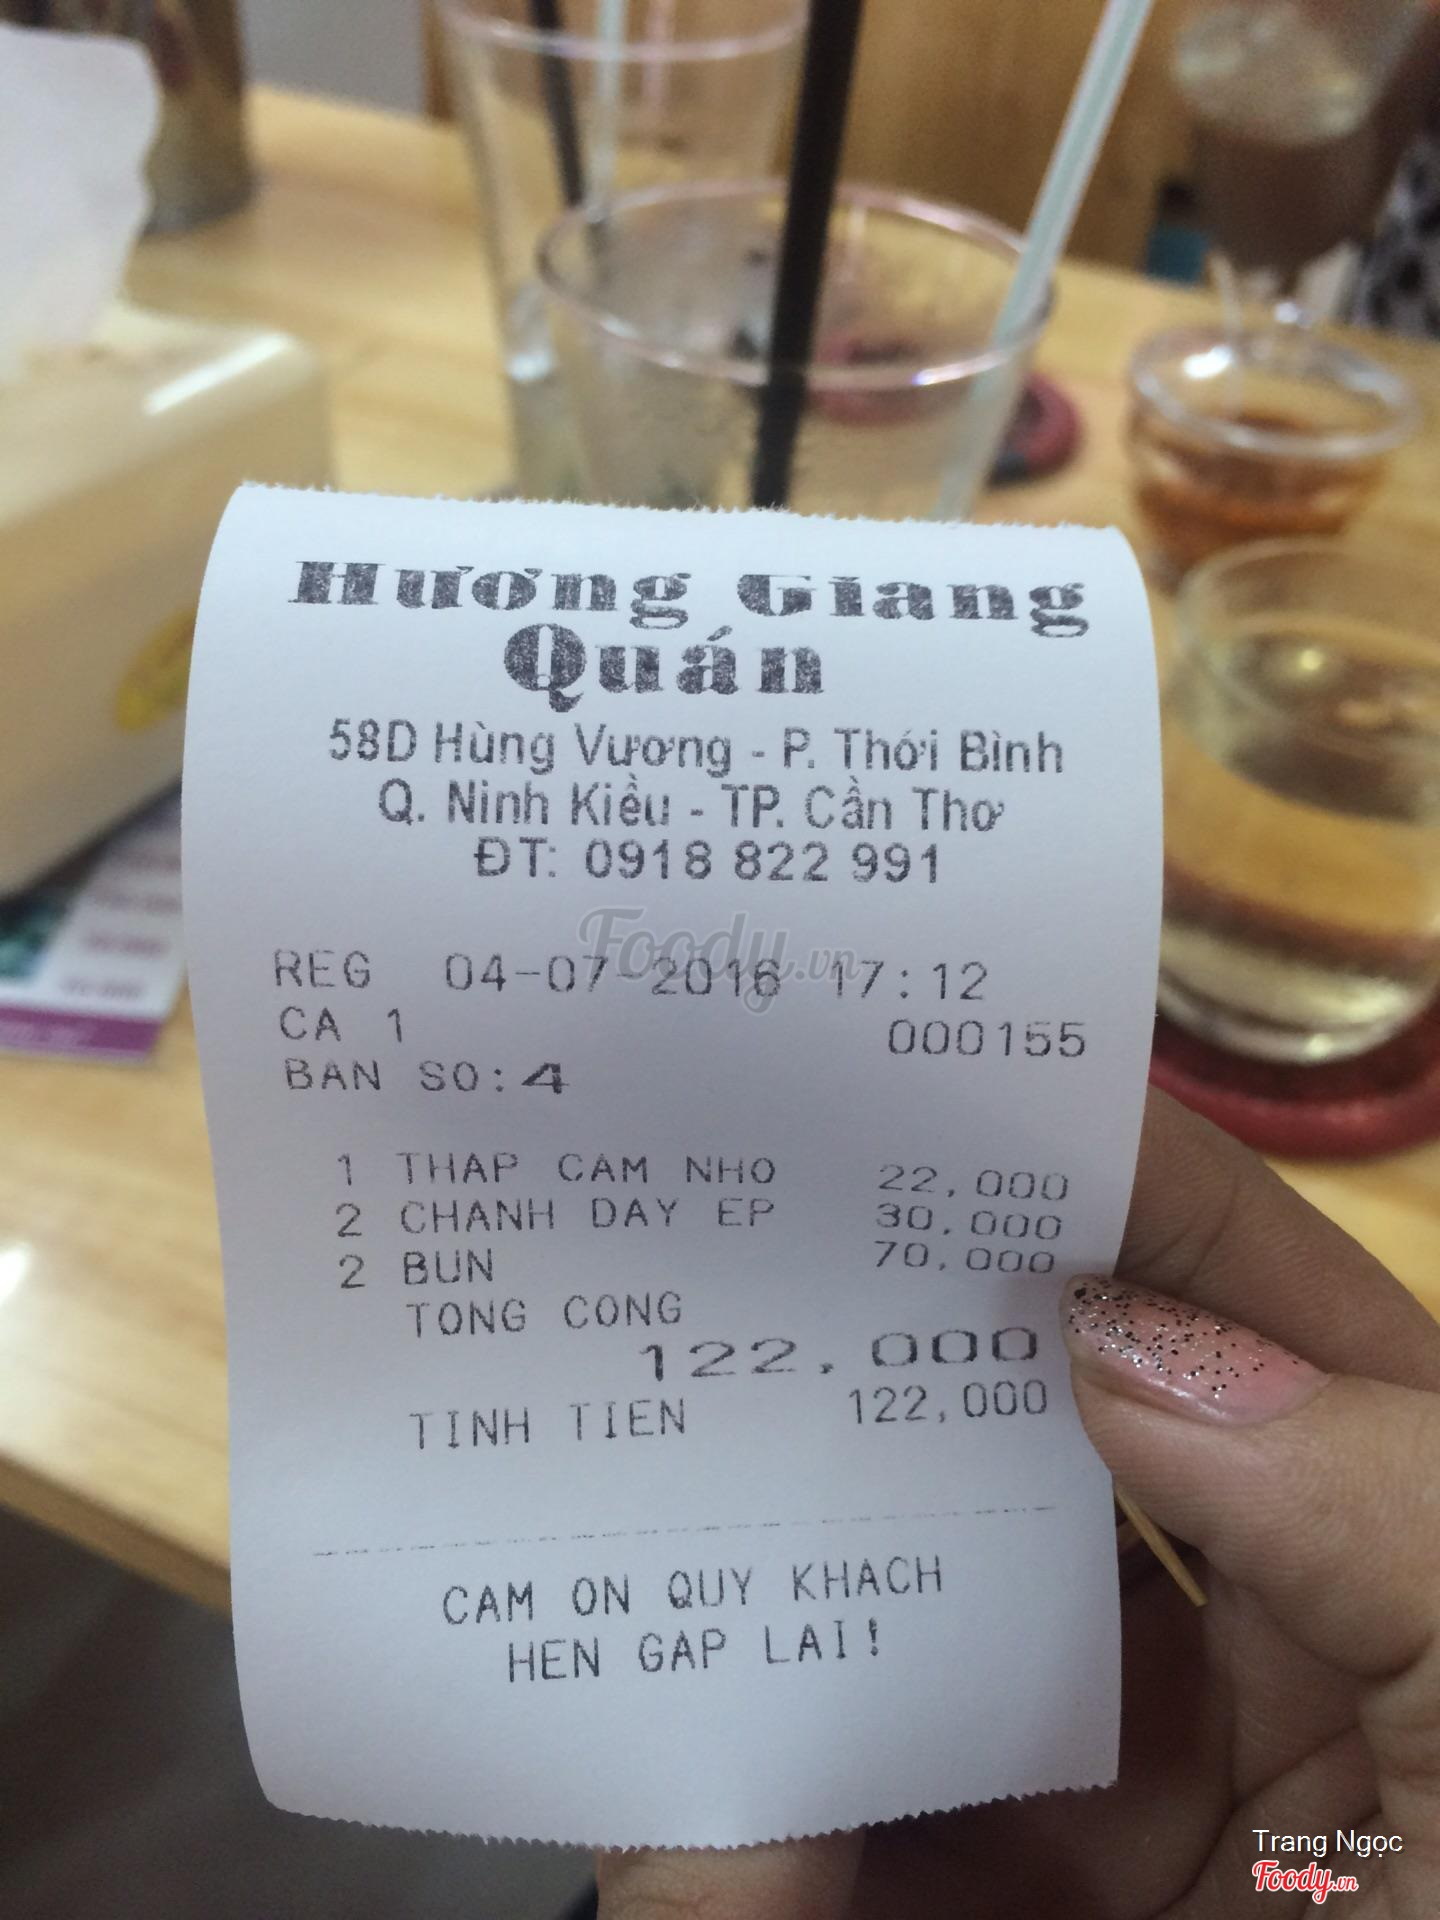 Hương Giang
Quán
58D Hùng Vương - P. Thới Bình
Q. Ninh Kiều - TP. Cần Thơ
ĐT: 0918 822 991
Foody.vn
REG 04-07-2016 17:12
CA 1 000155
BAN SO:4
1 THAP CAM NHO 22,000
2 CHANH DAY EP 30,000
2 BUN 70,000
TONG CONG
122,000
TINH TIEN 122,000
CAM ON QUY KHACH
HEN GAP LAI!
Trang Ngọc
Foody.vn